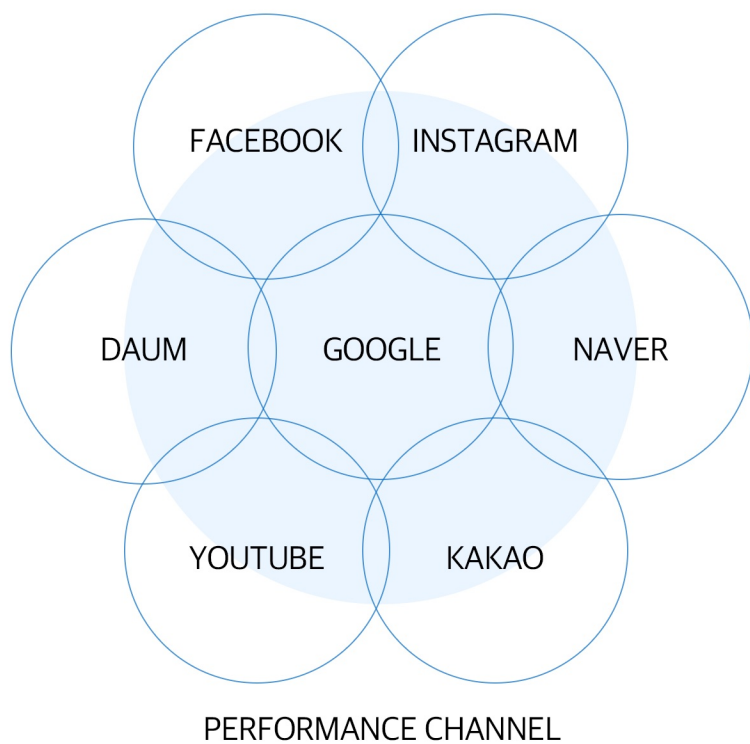 FACEBOOK INSTAGRAM
DAUM GOOGLE NAVER
YOUTUBE KAKAO
PERFORMANCE CHANNEL